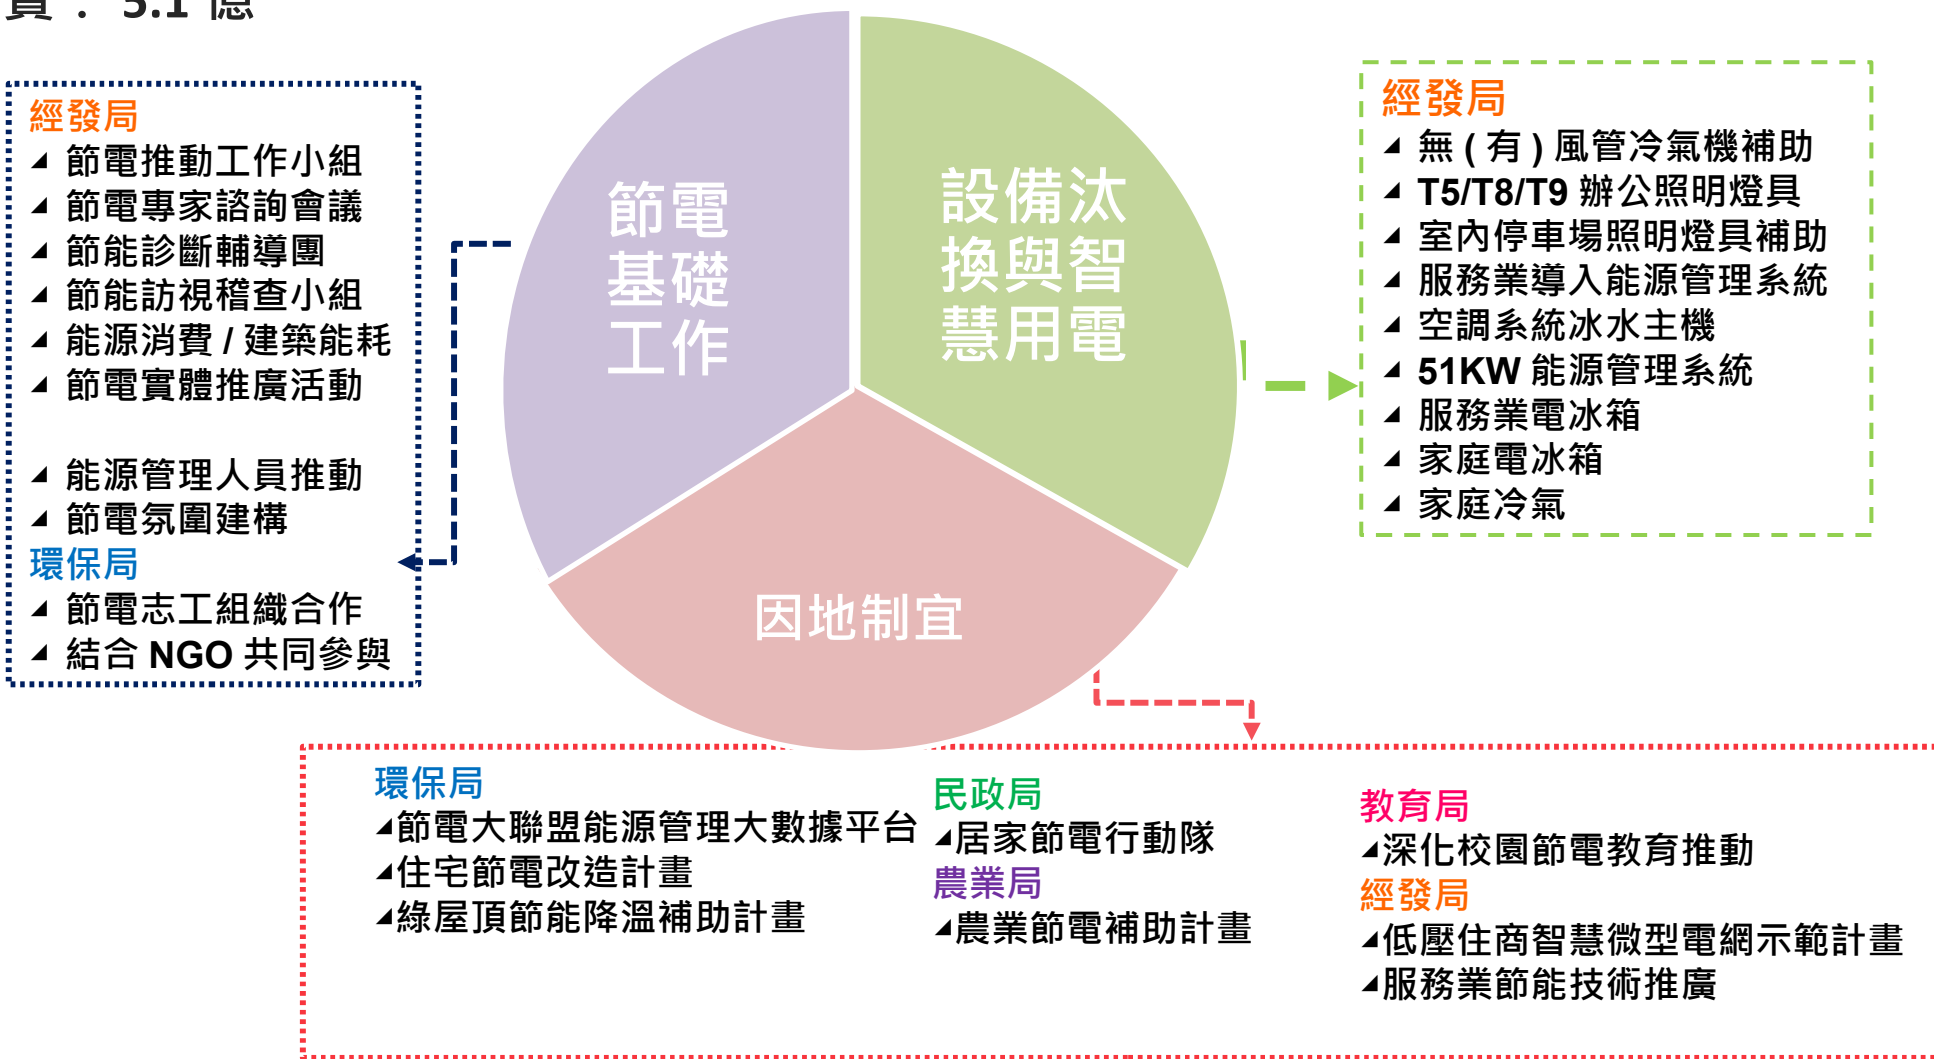 費： 5.1 億
經發局
節電推動工作小組
節電專家諮詢會議
節能診斷輔導團
節能訪視稽查小組
能源消費 / 建築能耗
節電實體推廣活動
能源管理人員推動
節電氛圍建構
環保局
節電志工組織合作
結合 NGO 共同參與
節電
基礎
工作
設備汰
換與智
慧用電
因地制宜
經發局
無 ( 有 ) 風管冷氣機補助
T5/T8/T9 辦公照明燈具
室內停車場照明燈具補助
服務業導入能源管理系統
空調系統冰水主機
51KW 能源管理系統
服務業電冰箱
家庭電冰箱
家庭冷氣
環保局
節電大聯盟能源管理大數據平台
住宅節電改造計畫
綠屋頂節能降溫補助計畫
民政局
居家節電行動隊
農業局
農業節電補助計畫
教育局
深化校園節電教育推動
經發局
低壓住商智慧微型電網示範計畫
服務業節能技術推廣